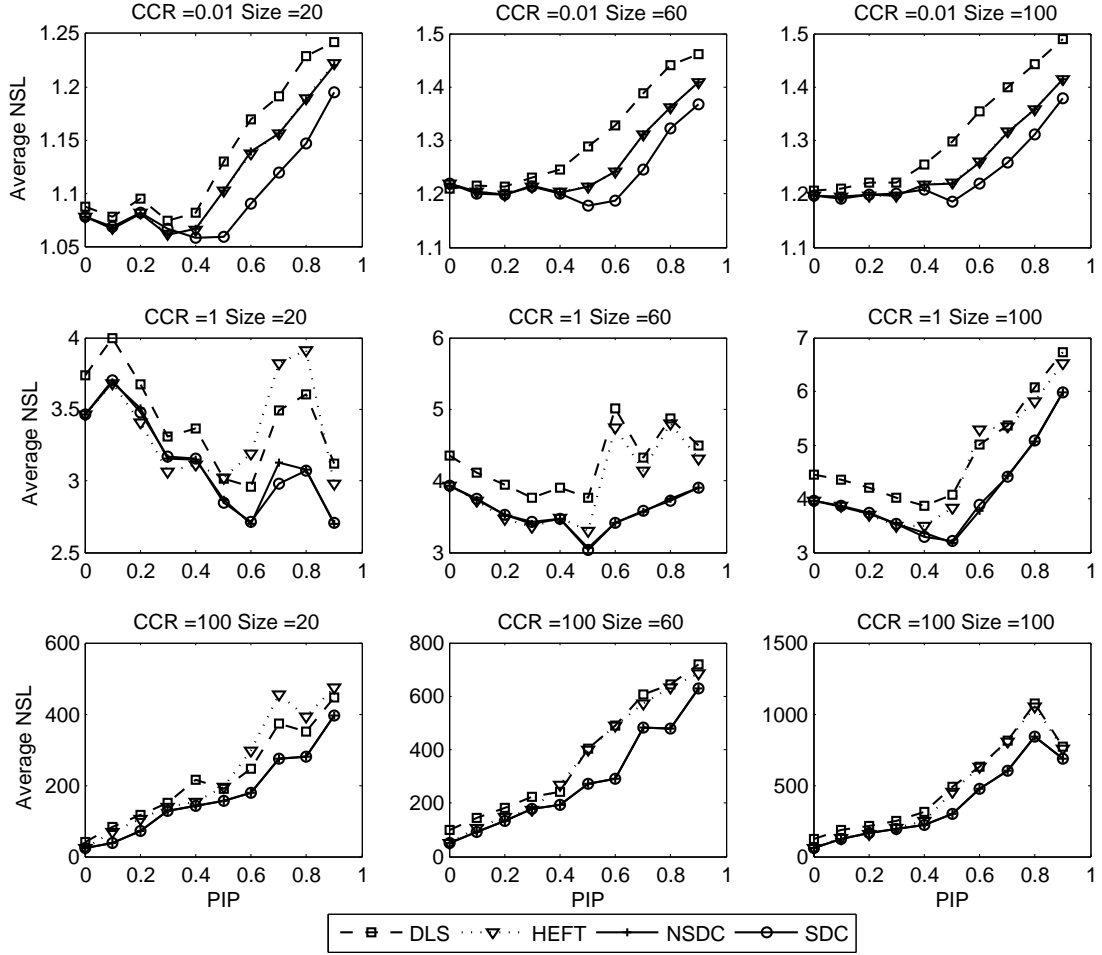 CCR =0.01 Size =20
CCR =0.01 Size =60
CCR =0.01 Size =100
Average NSL
1.25
1.2
1.15
1.1
1.05
0 0.2 0.4 0.6 0.8 1
1.5
1.4
1.3
1.2
1.1
0 0.2 0.4 0.6 0.8 1
1.5
1.4
1.3
1.2
1.1
0 0.2 0.4 0.6 0.8 1
CCR =1 Size =20
CCR =1 Size =60
CCR =1 Size =100
Average NSL
4
3.5
3
2.5
0 0.2 0.4 0.6 0.8 1
6
5
4
3
0 0.2 0.4 0.6 0.8 1
7
6
5
4
3
0 0.2 0.4 0.6 0.8 1
CCR =100 Size =20
CCR =100 Size =60
CCR =100 Size =100
Average NSL
600
400
200
0
0 0.2 0.4 0.6 0.8 1
PIP
800
600
400
200
0
0 0.2 0.4 0.6 0.8 1
PIP
1500
1000
500
0
0 0.2 0.4 0.6 0.8 1
PIP
DLS HEFT NSDC SDC